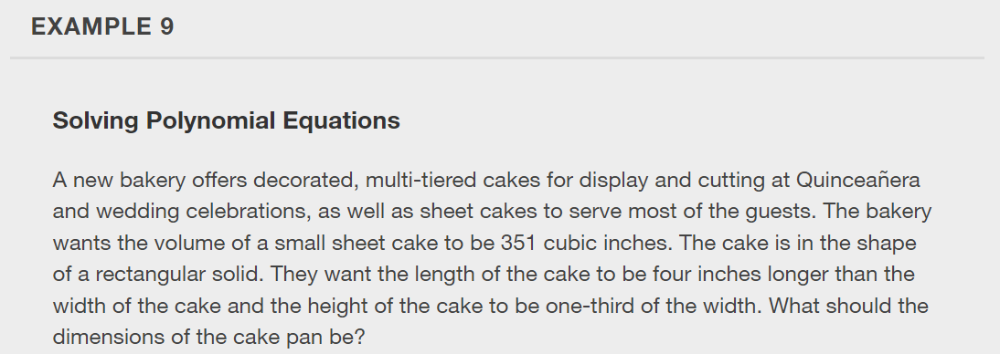 EXAMPLE 9
Solving Polynomial Equations
A new bakery offers decorated, multi-tiered cakes for display and cutting at Quinceañera
and wedding celebrations, as well as sheet cakes to serve most of the guests. The bakery
wants the volume of a small sheet cake to be 351 cubic inches. The cake is in the shape
of a rectangular solid. They want the length of the cake to be four inches longer than the
width of the cake and the height of the cake to be one-third of the width. What should the
dimensions of the cake pan be?